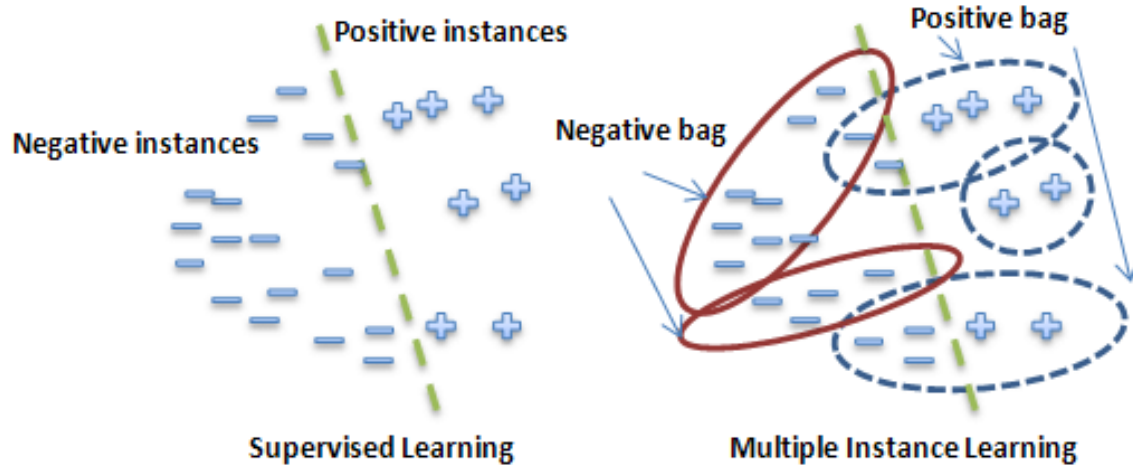 Positive instances
Negative instances
Supervised Learning
Positive bag
Negative bag
Multiple Instance Learning